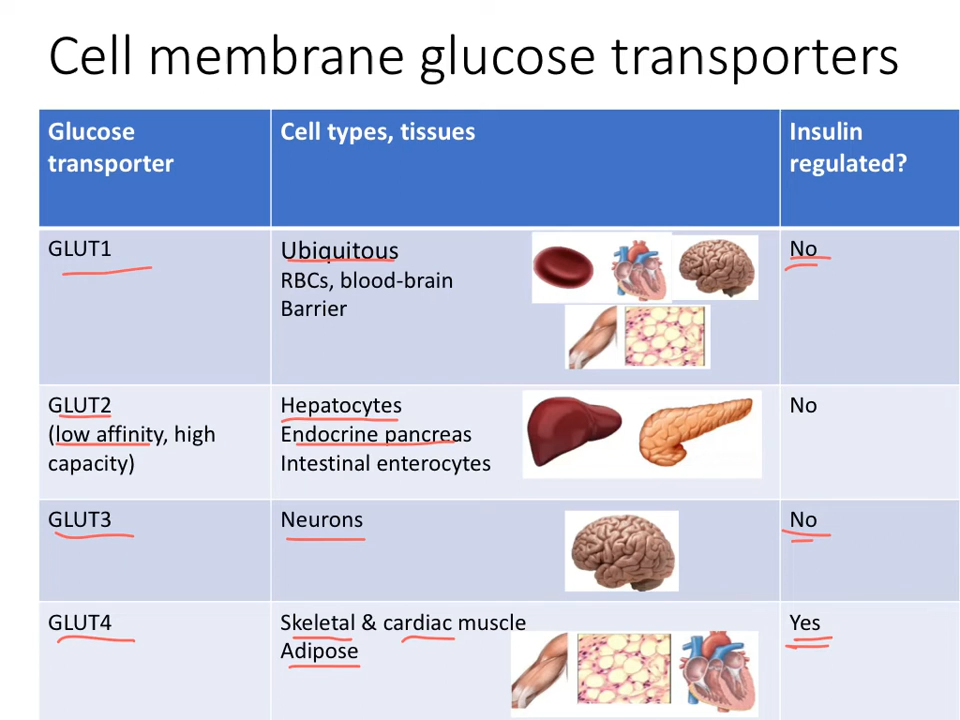 Cell membrane glucose transporters
Glucose transporter
Cell types, tissues
Insulin regulated?
GLUT1
Ubiquitous
RBCs, blood-brain
Barrier
No
GLUT2
(low affinity, high
capacity)
Hepatocytes
Endocrine pancreas
Intestinal enterocytes
No
GLUT3
Neurons
No
GLUT4
Skeletal & cardiac muscle
Adipose
Yes